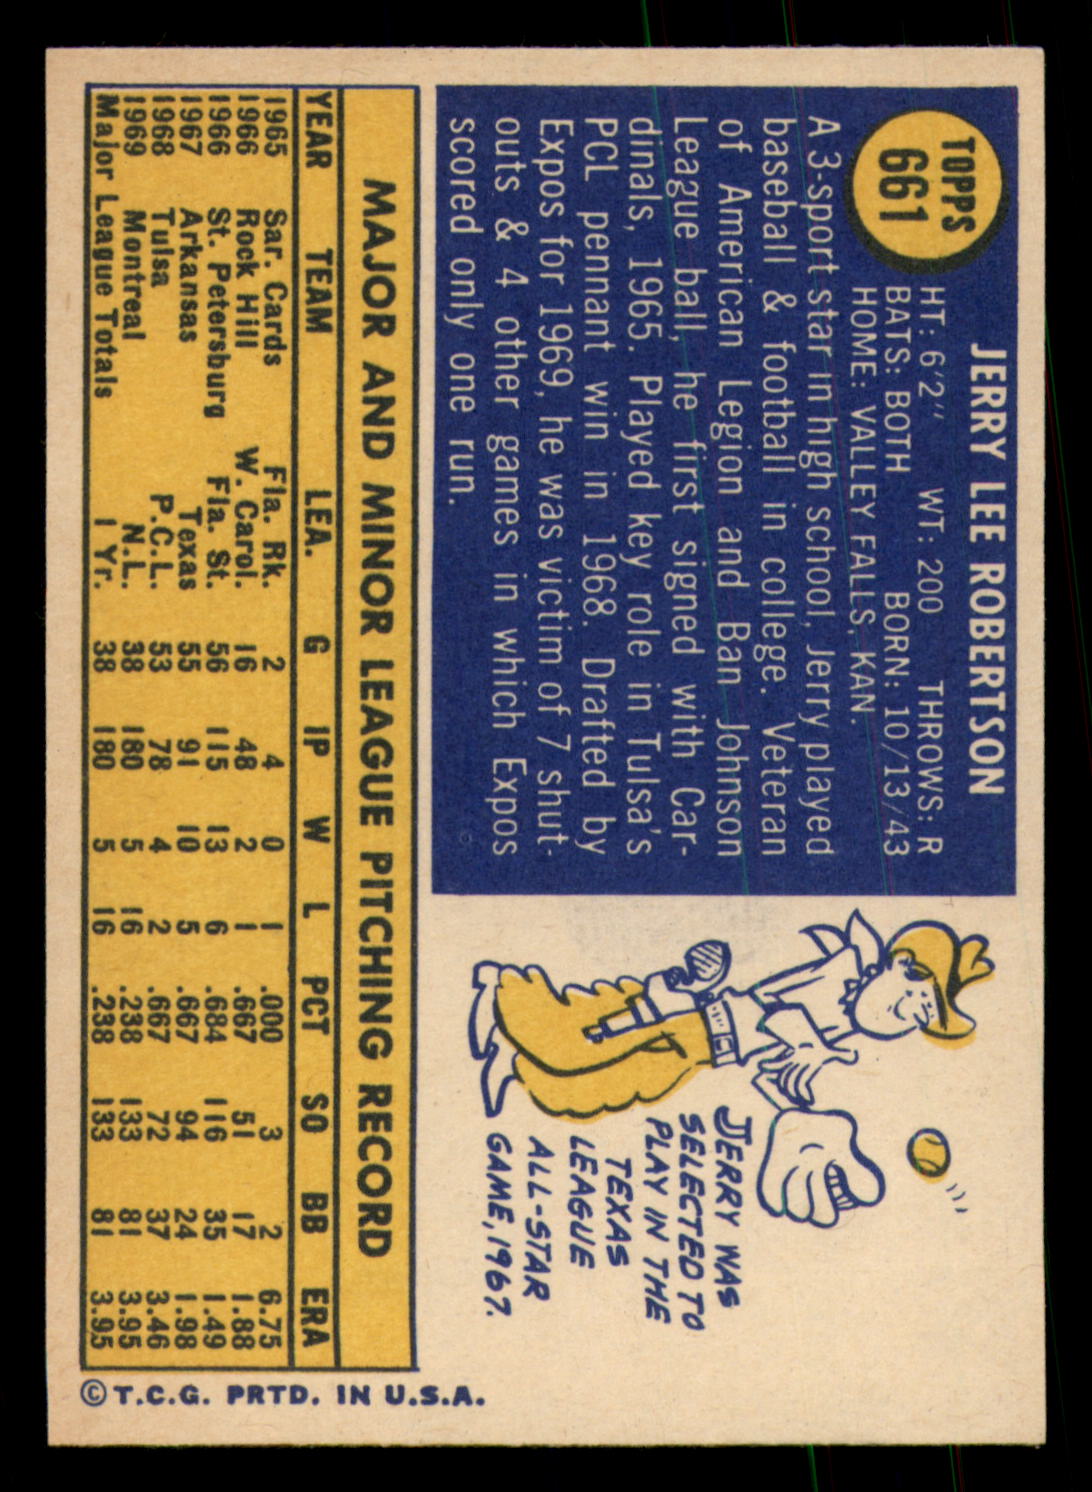 TOPPS
661
JERRY LEE ROBERTSON
HT: 6'2" WT: 200 THROWS: R
BATS: BOTH BORN: 10/13/43
HOME: VALLEY FALLS, KAN.
A 3-sport star in high school, Jerry played
baseball & football in college. Veteran
of American Legion and Ban Johnson
League ball, he first signed with Car-
dinals, 1965. Played key role in Tulsa's
PCL pennant win in 1968. Drafted by
Expos for 1969, he was victim of 7 shut-
outs & 4 other games in which Expos
scored only one run.
JERRY WAS
SELECTED TO
PLAY IN THE
TEXAS
LEAGUE
ALL-STAR
GAME, 1967.
MAJOR AND MINOR LEAGUE PITCHING RECORD
YEAR TEAM LEA. G IP W L PCT SO BB ERA
1965 Sar. Cards Fla. Rk. 2 4 0 1 .000 3 2 6.75
1966 Rock Hill W. Carol. 16 48 2 1 .667 51 17 1.88
1966 St. Petersburg Fla. St. 56 115 13 6 .684 116 35 1.49
1967 Arkansas Texas 55 91 10 5 .667 94 24 1.98
1968 Tulsa P.C.L. 53 78 4 2 .667 72 37 3.46
1969 Montreal N.L. 38 180 5 16 .238 133 81 3.95
Major League Totals 1 Yr. 38 180 5 16 .238 133 81 3.95
© T.C.G. PRTD. IN U.S.A.